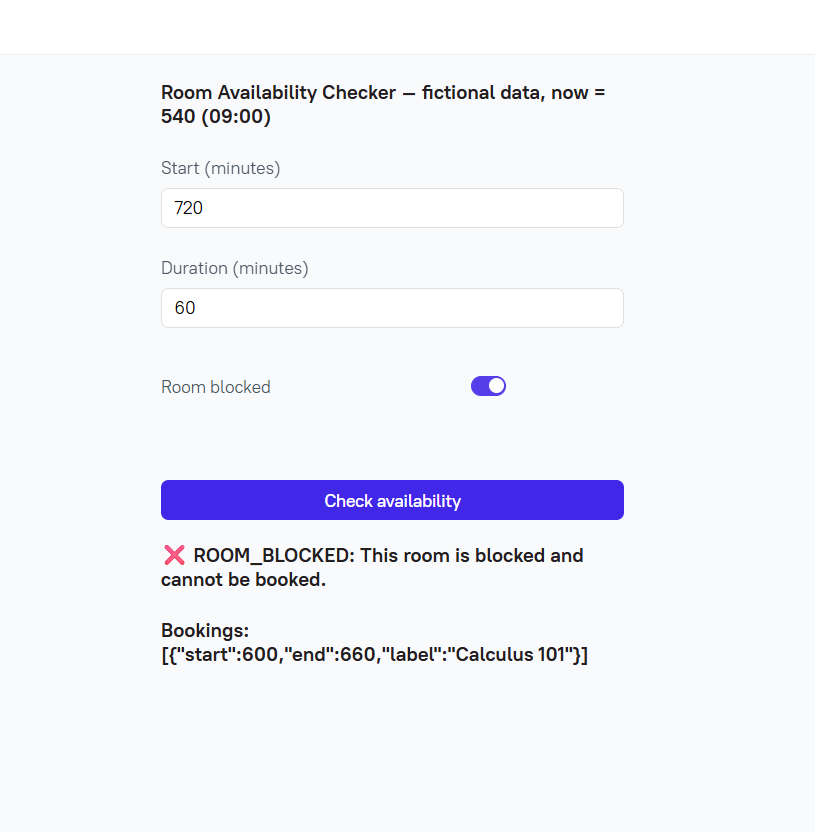 Room Availability Checker — fictional data, now =
540 (09:00)
Start (minutes)
720
Duration (minutes)
60
Room blocked
Check availability
❌ ROOM_BLOCKED: This room is blocked and
cannot be booked.
Bookings:
[{"start":600,"end":660,"label":"Calculus 101"}]